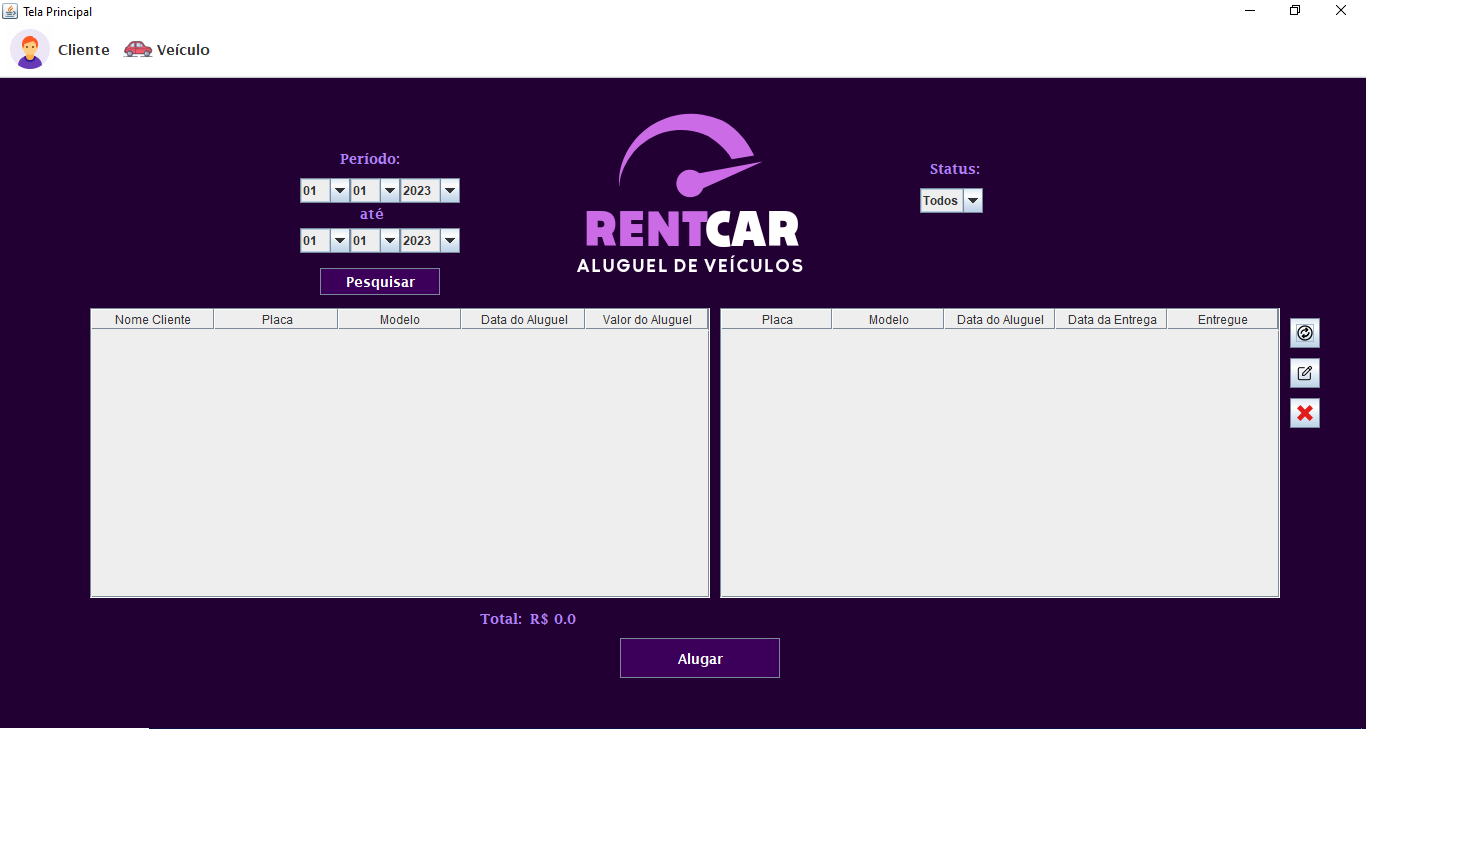 Tela Principal
Cliente Veículo
Período:
01 01 2023
até
01 01 2023
Pesquisar
RENTCAR
ALUGUEL DE VEÍCULOS
Status:
Todos
Nome Cliente Placa Modelo Data do Aluguel Valor do Aluguel
Placa Modelo Data do Aluguel Data da Entrega Entregue
Total: R$ 0.0
Alugar